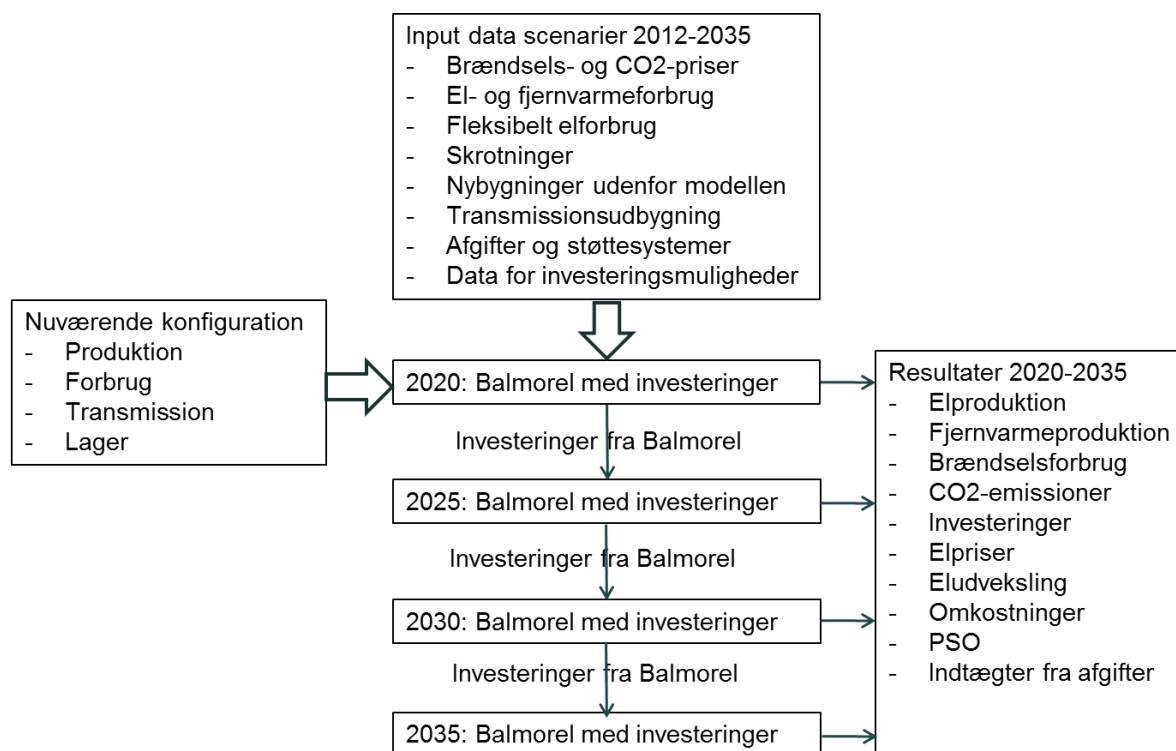 Input data scenarier 2012-2035
- Brændsels- og CO2-priser
- El- og fjernvarmeforbrug
- Fleksibelt elforbrug
- Skrotninger
- Nybygninger udenfor modellen
- Transmissionsudbygning
- Afgifter og støttesystemer
- Data for investeringsmuligheder
Nuværende konfiguration
- Produktion
- Forbrug
- Transmission
- Lager
2020: Balmorel med investeringer
Investeringer fra Balmorel
2025: Balmorel med investeringer
Investeringer fra Balmorel
2030: Balmorel med investeringer
Investeringer fra Balmorel
2035: Balmorel med investeringer
Resultater 2020-2035
- Elproduktion
- Fjernvarmeproduktion
- Brændselsforbrug
- CO2-emissioner
- Investeringer
- Elpriser
- Eludveksling
- Omkostninger
- PSO
- Indtægter fra afgifter